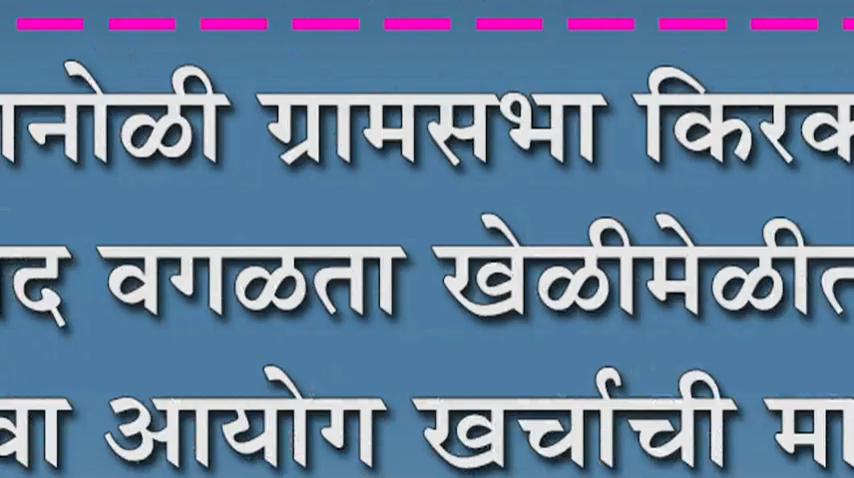 ानोळी ग्रामसभा किरक
द वगळता खेळीमेळीत
वा आयोग खर्चाची मा